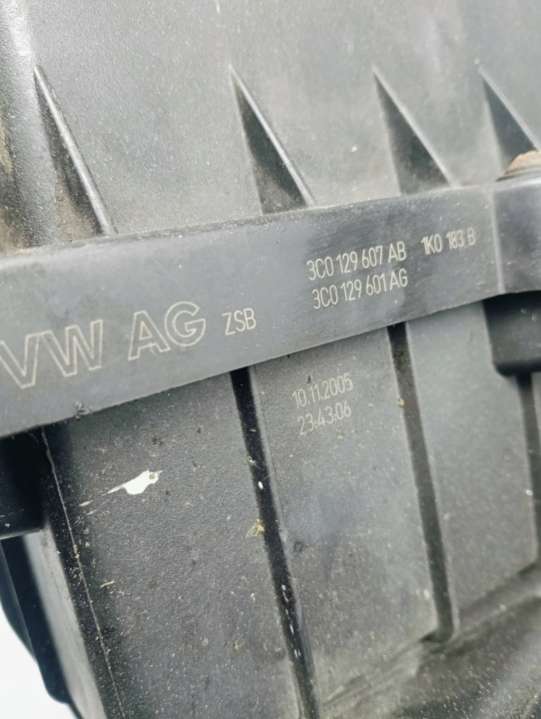 VW AG ZSB
3C0 129 607 AB 1K0 183 B
3C0 129 601 AG
10.11.2005
23:43:06